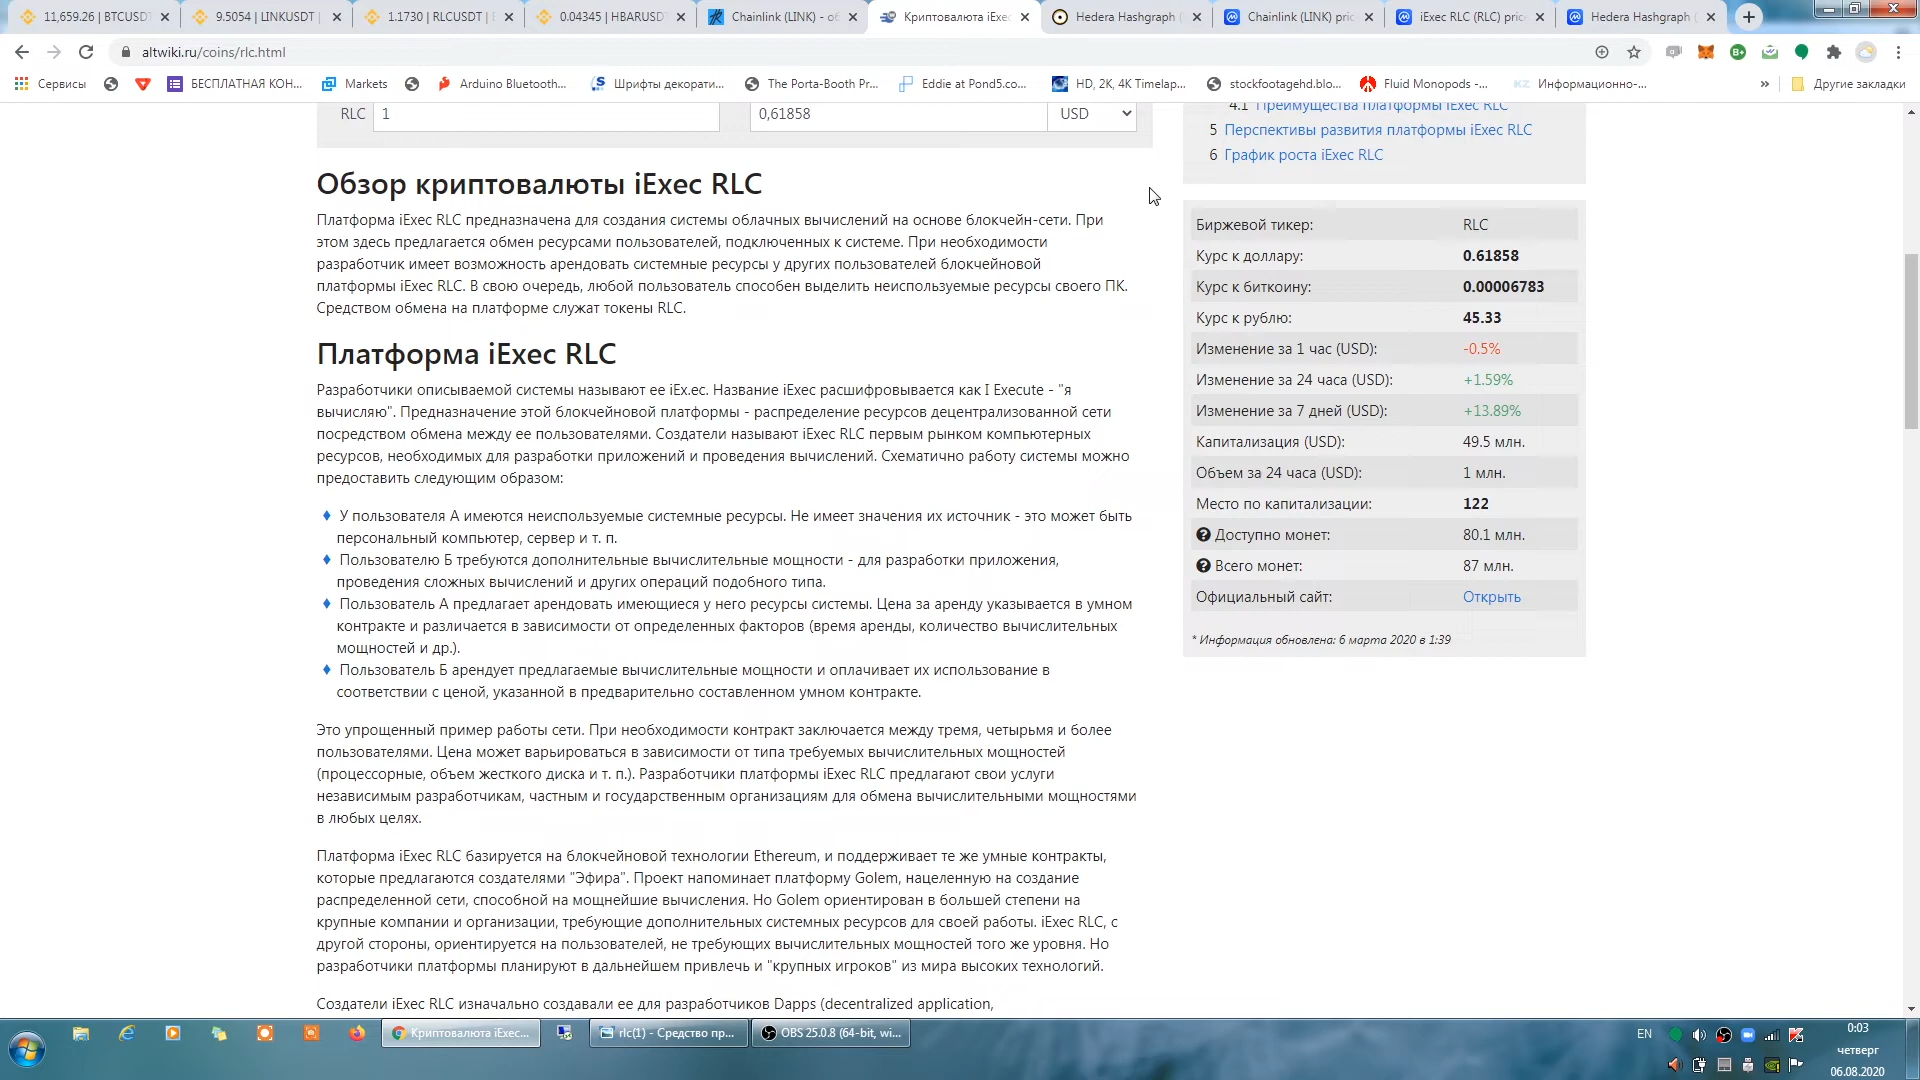 11,659.26 | BTCUSDT
9.5054 | LINKUSDT |
1.1730 | RLCUSDT | E
0.04345 | HBARUSD
Chainlink (LINK) - об
Криптовалюта iExec
Hedera Hashgraph (
Chainlink (LINK) pric
iExec RLC (RLC) price
Hedera Hashgraph (
altwiki.ru/coins/rlc.html
Сервисы
БЕСПЛАТНАЯ КОН...
Markets
Arduino Bluetooth...
Шрифты декорати...
The Porta-Booth Pr...
Eddie at Pond5.co...
HD, 2K, 4K Timelap...
stockfootagehd.blo...
Fluid Monopods -...
Информационно-...
»
Другие закладки
RLC
1
0,61858
USD
Обзор криптовалюты iExec RLC
Платформа iExec RLC предназначена для создания системы облачных вычислений на основе блокчейн-сети. При
этом здесь предлагается обмен ресурсами пользователей, подключенных к системе. При необходимости
разработчик имеет возможность арендовать системные ресурсы у других пользователей блокчейновой
платформы iExec RLC. В свою очередь, любой пользователь способен выделить неиспользуемые ресурсы своего ПК.
Средством обмена на платформе служат токены RLC.
Платформа iExec RLC
Разработчики описываемой системы называют ее iEx.ec. Название iExec расшифровывается как I Execute - "я
вычисляю". Предназначение этой блокчейновой платформы - распределение ресурсов децентрализованной сети
посредством обмена между ее пользователями. Создатели называют iExec RLC первым рынком компьютерных
ресурсов, необходимых для разработки приложений и проведения вычислений. Схематично работу системы можно
предоставить следующим образом:
У пользователя А имеются неиспользуемые системные ресурсы. Не имеет значения их источник - это может быть
персональный компьютер, сервер и т. п.
Пользователю Б требуются дополнительные вычислительные мощности - для разработки приложения,
проведения сложных вычислений и других операций подобного типа.
Пользователь А предлагает арендовать имеющиеся у него ресурсы системы. Цена за аренду указывается в умном
контракте и различается в зависимости от определенных факторов (время аренды, количество вычислительных
мощностей и др.).
Пользователь Б арендует предлагаемые вычислительные мощности и оплачивает их использование в
соответствии с ценой, указанной в предварительно составленном умном контракте.
Это упрощенный пример работы сети. При необходимости контракт заключается между тремя, четырьмя и более
пользователями. Цена может варьироваться в зависимости от типа требуемых вычислительных мощностей
(процессорные, объем жесткого диска и т. п.). Разработчики платформы iExec RLC предлагают свои услуги
независимым разработчикам, частным и государственным организациям для обмена вычислительными мощностями
в любых целях.
Платформа iExec RLC базируется на блокчейновой технологии Ethereum, и поддерживает те же умные контракты,
которые предлагаются создателями "Эфира". Проект напоминает платформу Golem, нацеленную на создание
распределенной сети, способной на мощнейшие вычисления. Но Golem ориентирован в большей степени на
крупные компании и организации, требующие дополнительных системных ресурсов для своей работы. iExec RLC, с
другой стороны, ориентируется на пользователей, не требующих вычислительных мощностей того же уровня. Но
разработчики платформы планируют в дальнейшем привлечь и "крупных игроков" из мира высоких технологий.
Создатели iExec RLC изначально создавали ее для разработчиков Dapps (decentralized application,
4.1 Преимущества платформы iExec RLC
5 Перспективы развития платформы iExec RLC
6 График роста iExec RLC
Биржевой тикер: RLC
Курс к доллару: 0.61858
Курс к биткоину: 0.00006783
Курс к рублю: 45.33
Изменение за 1 час (USD): -0.5%
Изменение за 24 часа (USD): +1.59%
Изменение за 7 дней (USD): +13.89%
Капитализация (USD): 49.5 млн.
Объем за 24 часа (USD): 1 млн.
Место по капитализации: 122
Доступно монет: 80.1 млн.
Всего монет: 87 млн.
Официальный сайт: Открыть
* Информация обновлена: 6 марта 2020 в 1:39
Криптовалюта iExec...
rlc(1) - Средство пр...
OBS 25.0.8 (64-bit, wi...
EN
0:03
четверг
06.08.2020